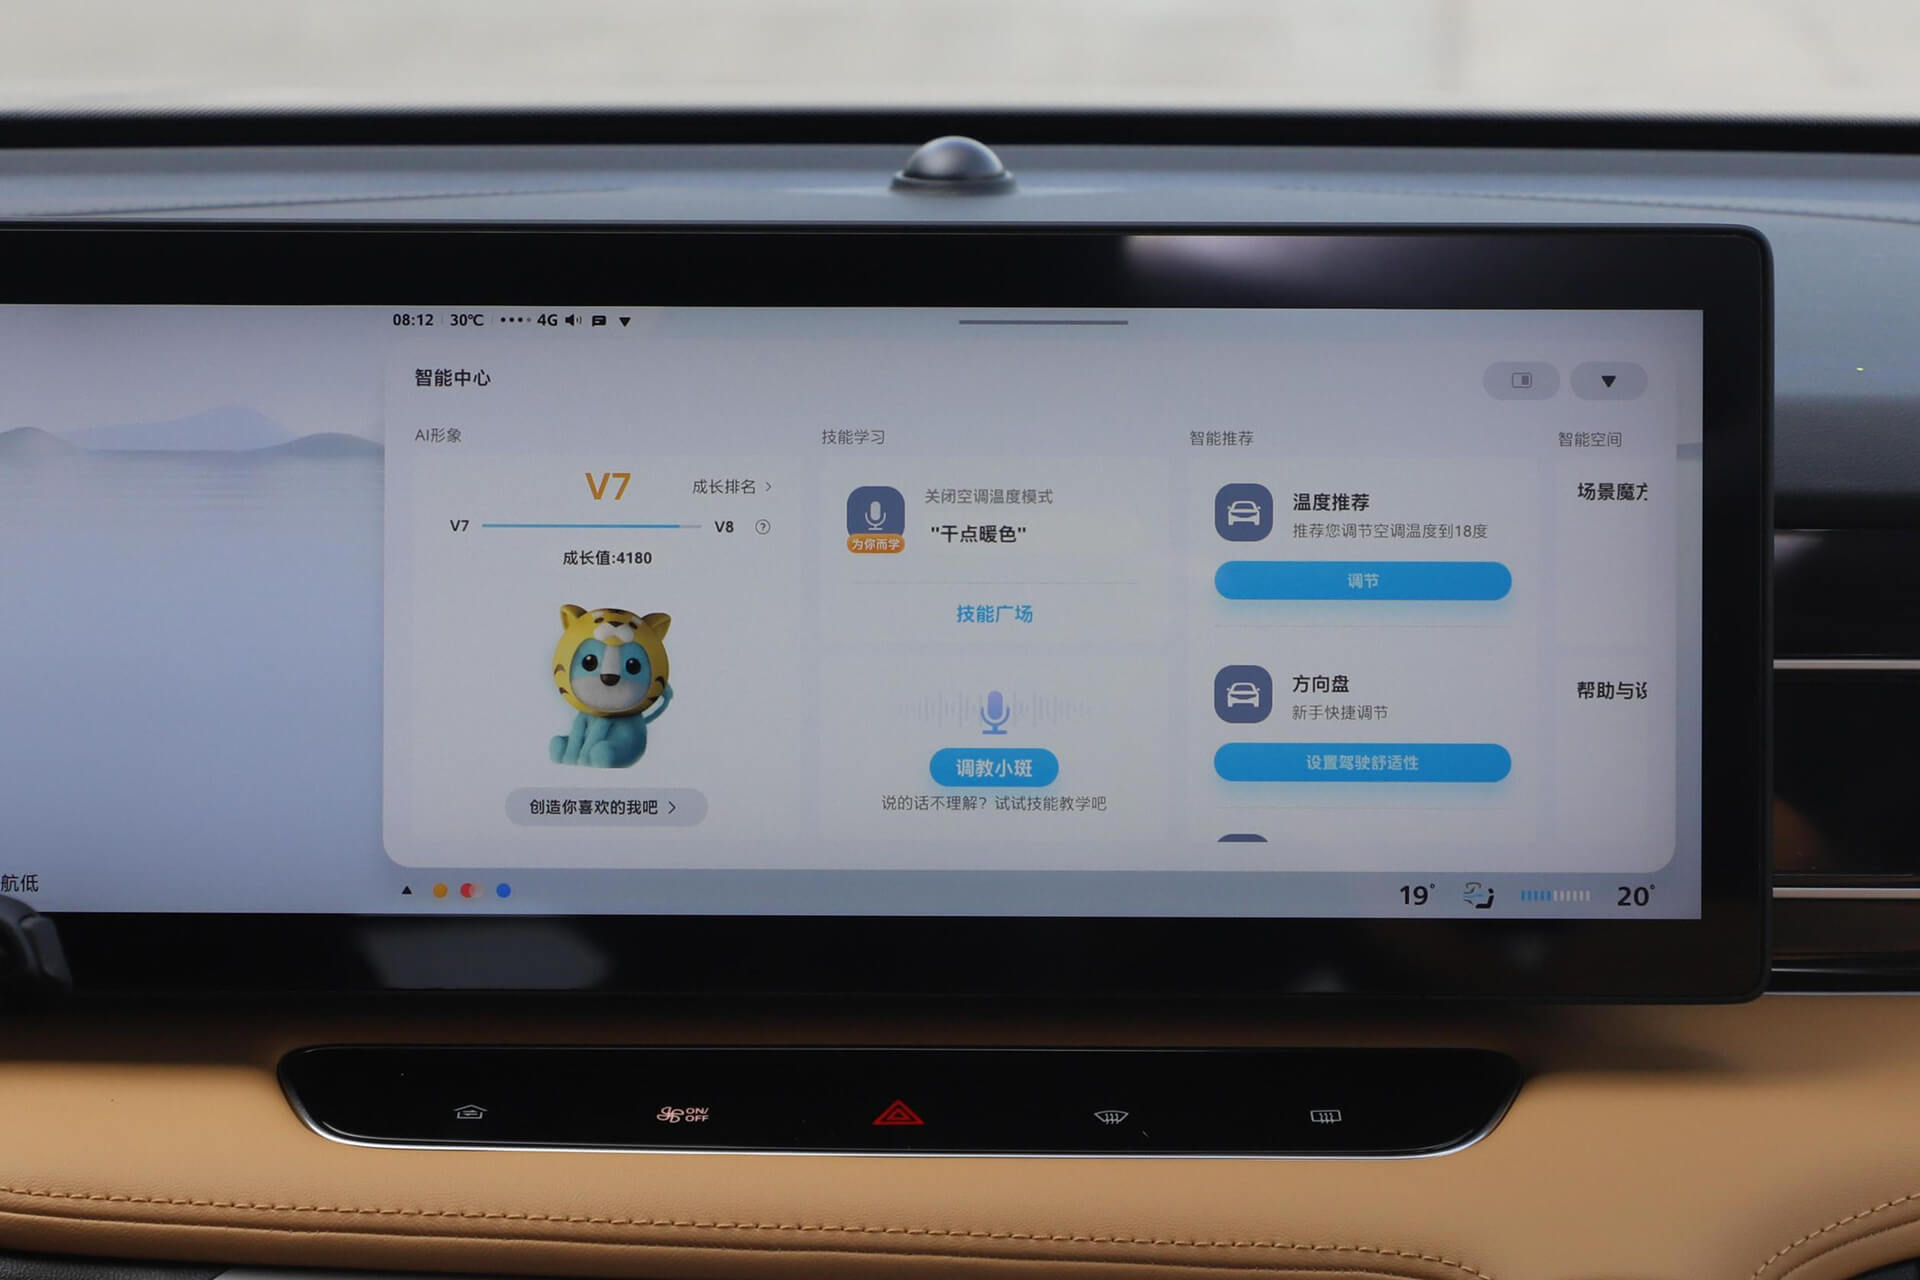 08:12 30℃ 4G
智能中心
AI形象
V7
成长排名
V7
V8
?
成长值:4180
创造你喜欢的我吧
技能学习
关闭空调温度模式
"干点暖色"
为你而学
技能广场
调教小斑
说的话不理解？试试技能教学吧
智能推荐
温度推荐
推荐您调节空调温度到18度
调节
方向盘
新手快捷调节
设置驾驶舒适性
智能空间
场景魔方
帮助与设
航低
19°
20°
ON/
OFF